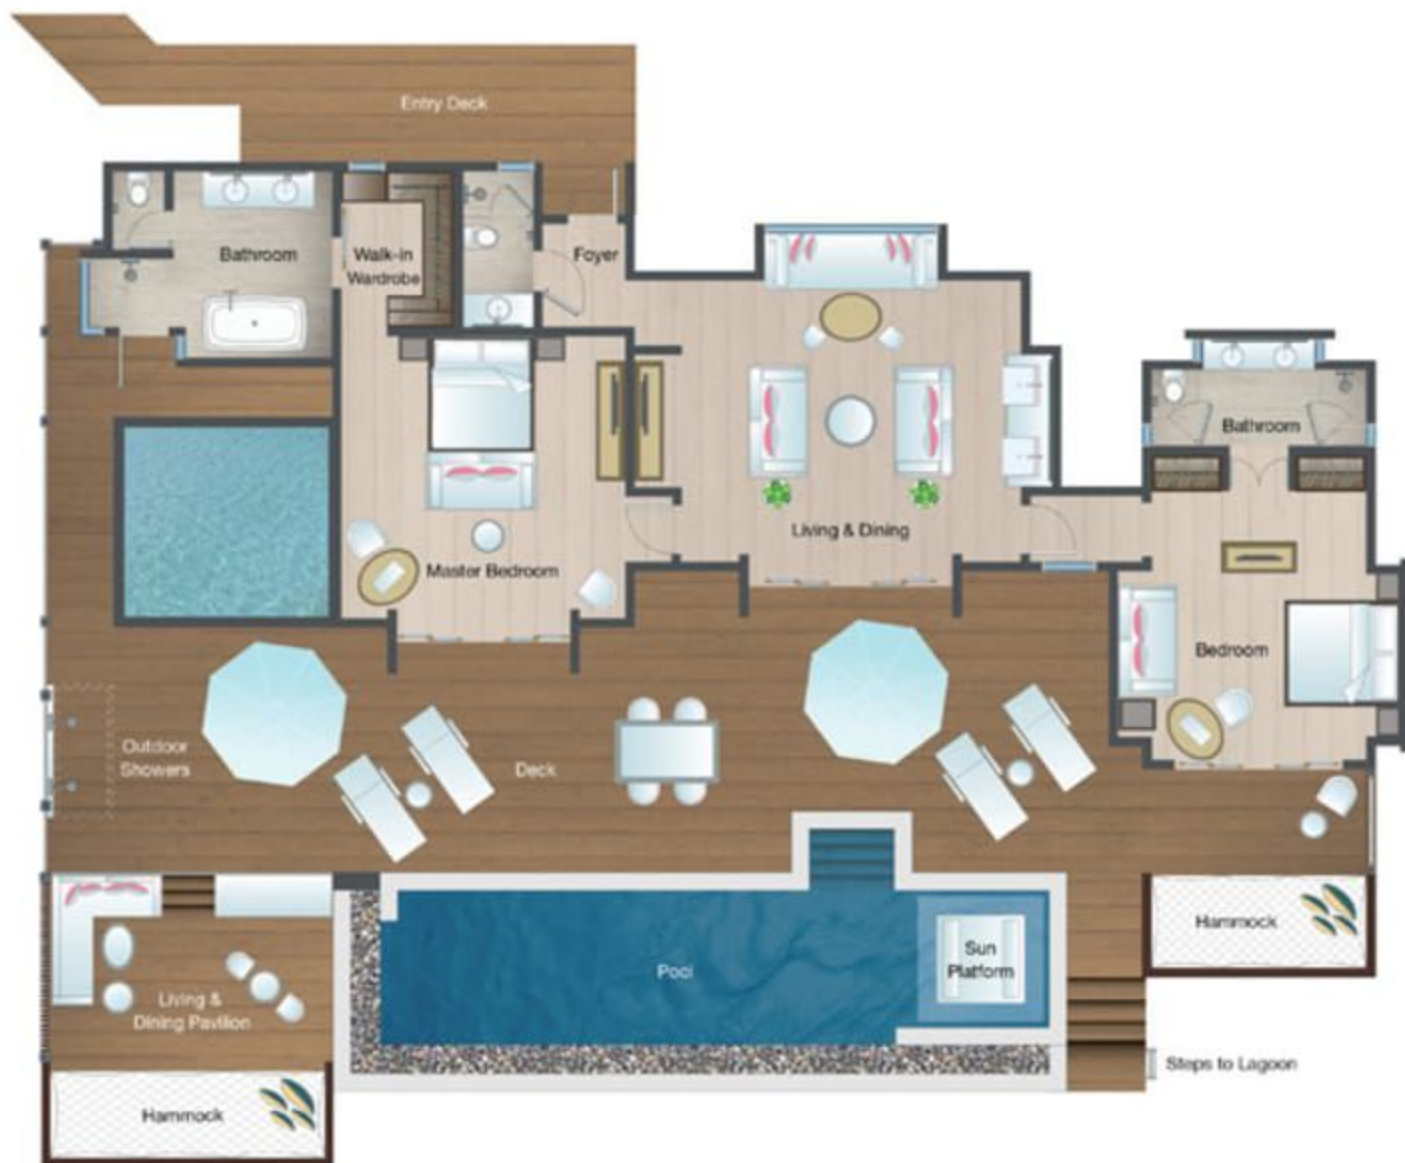 Entry Deck
Bathroom
Walk-in
Wardrobe
Foyer
Bathroom
Living & Dining
Master Bedroom
Bedroom
Outdoor
Showers
Deck
Hammock
Pool
Sun
Platform
Living &
Dining Pavilion
Steps to Lagoon
Hammock